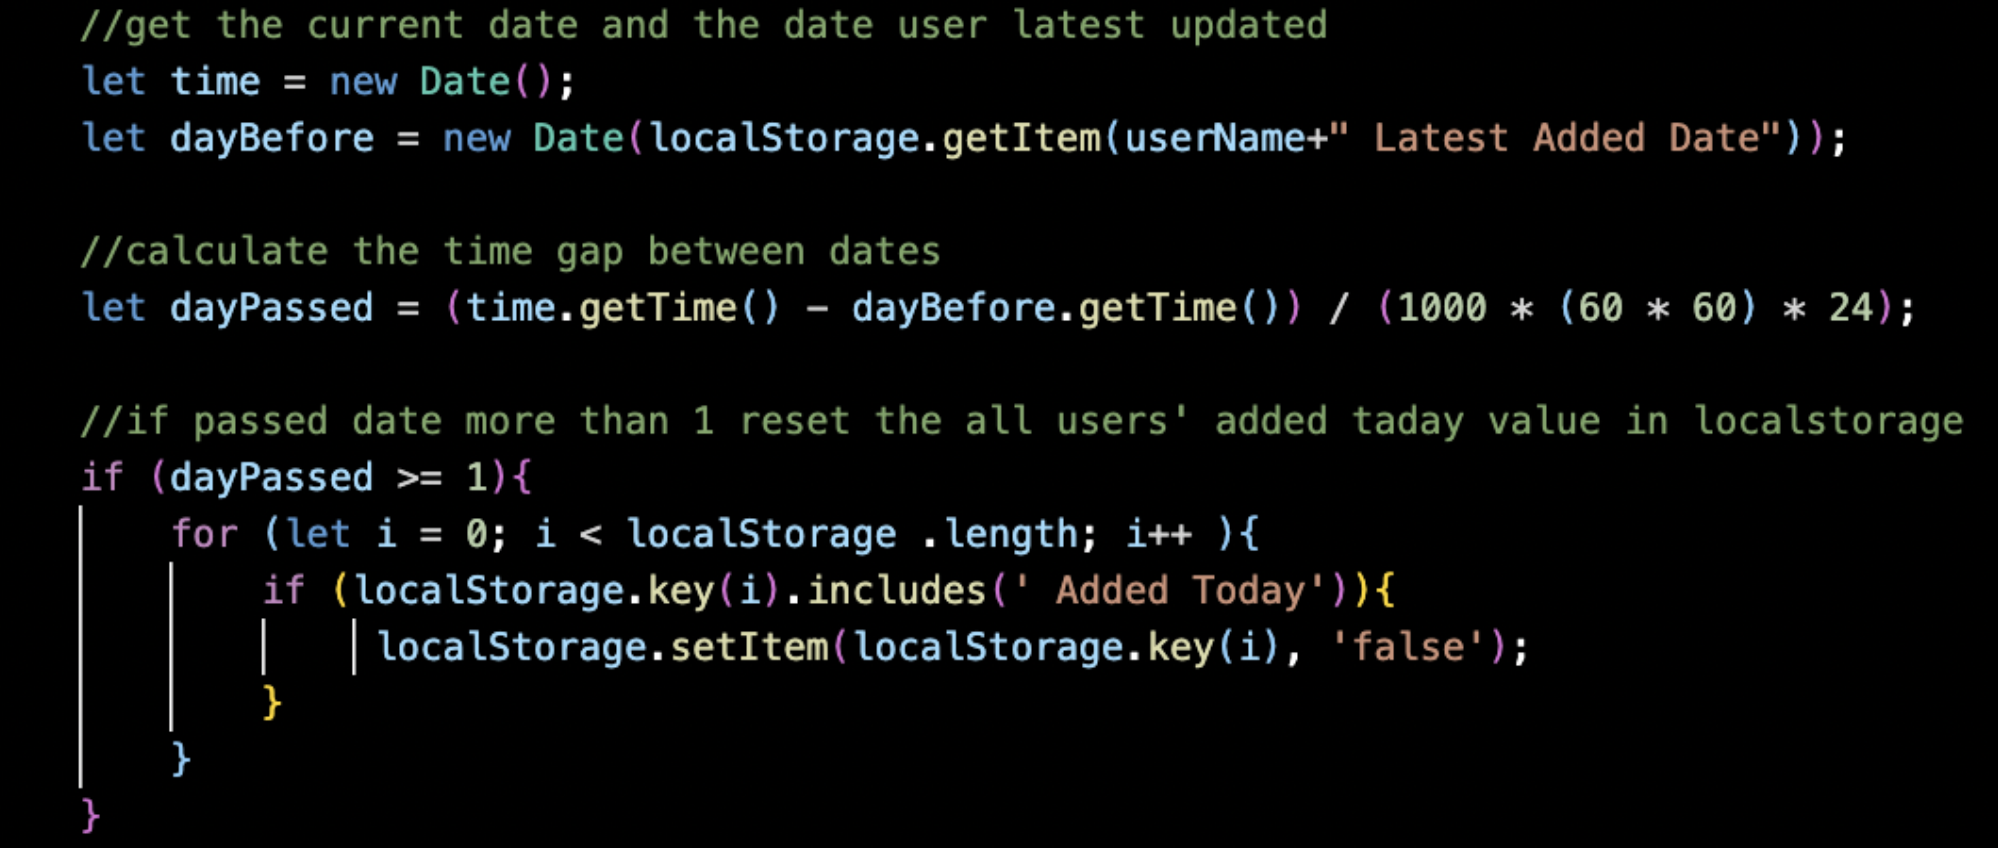 //get the current date and the date user latest updated
let time = new Date();
let dayBefore = new Date(localStorage.getItem(userName+" Latest Added Date"));
//calculate the time gap between dates
let dayPassed = (time.getTime() - dayBefore.getTime()) / (1000 * (60 * 60) * 24);
//if passed date more than 1 reset the all users' added taday value in localstorage
if (dayPassed >= 1){
for (let i = 0; i < localStorage .length; i++ ){
if (localStorage.key(i).includes(' Added Today')){
localStorage.setItem(localStorage.key(i), 'false');
}
}
}